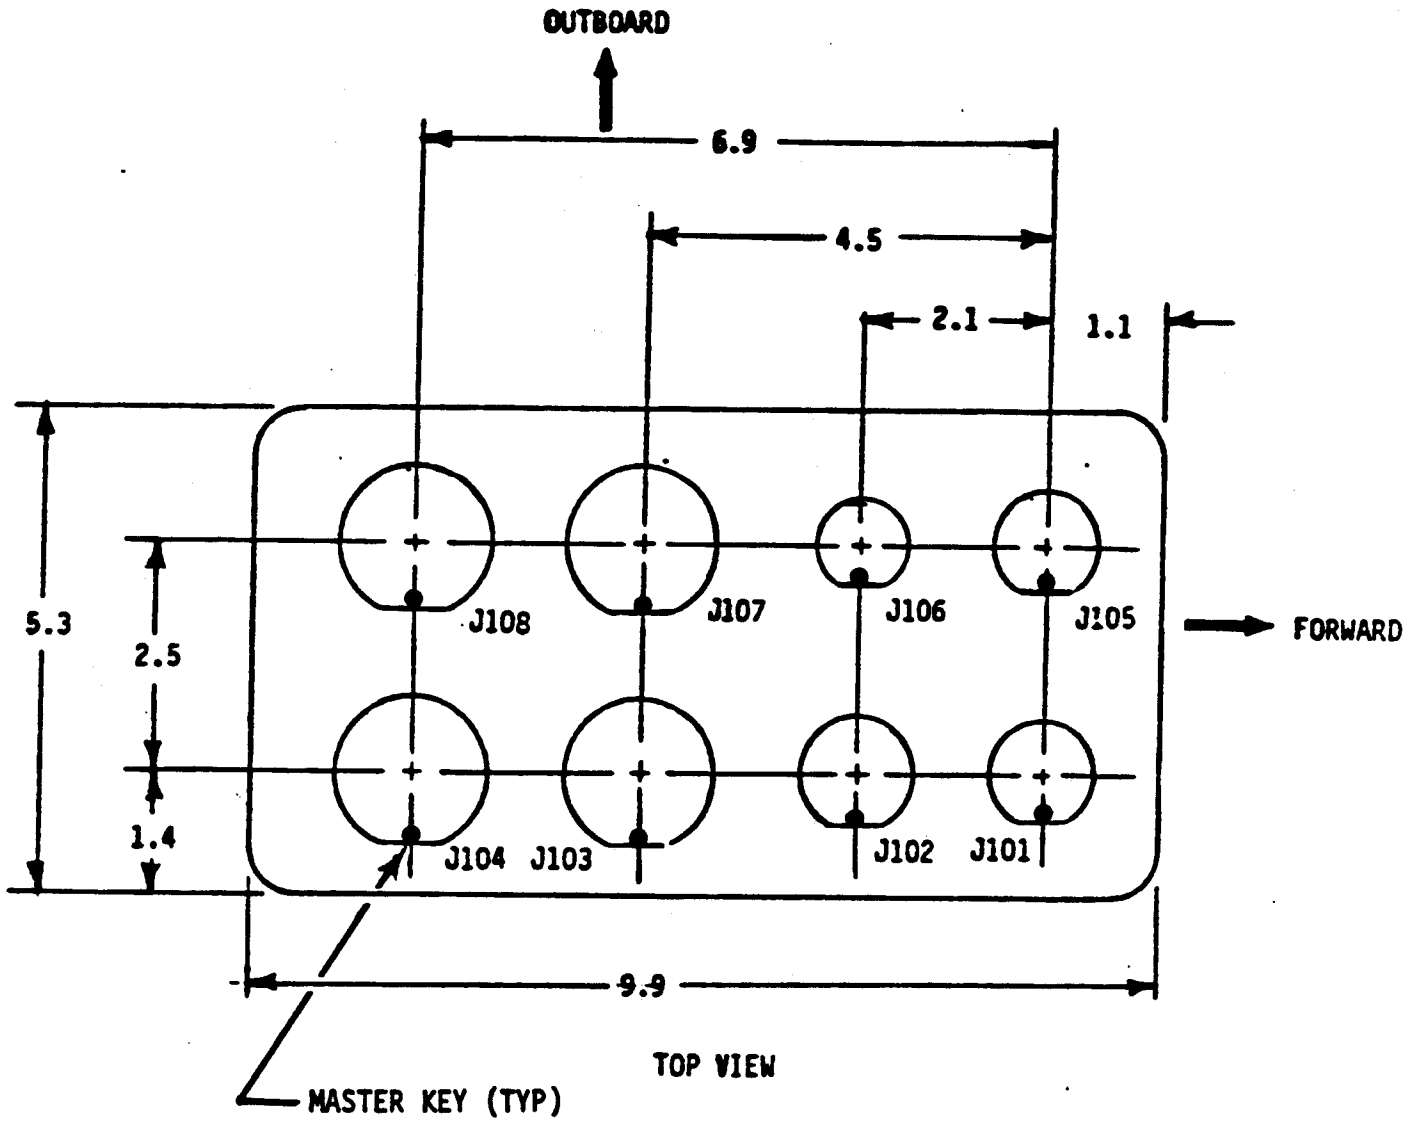 OUTBOARD
6.9
4.5
2.1
1.1
5.3
2.5
1.4
J108
J107
J106
J105
FORWARD
J104
J103
J102
J101
9.9
TOP VIEW
MASTER KEY (TYP)